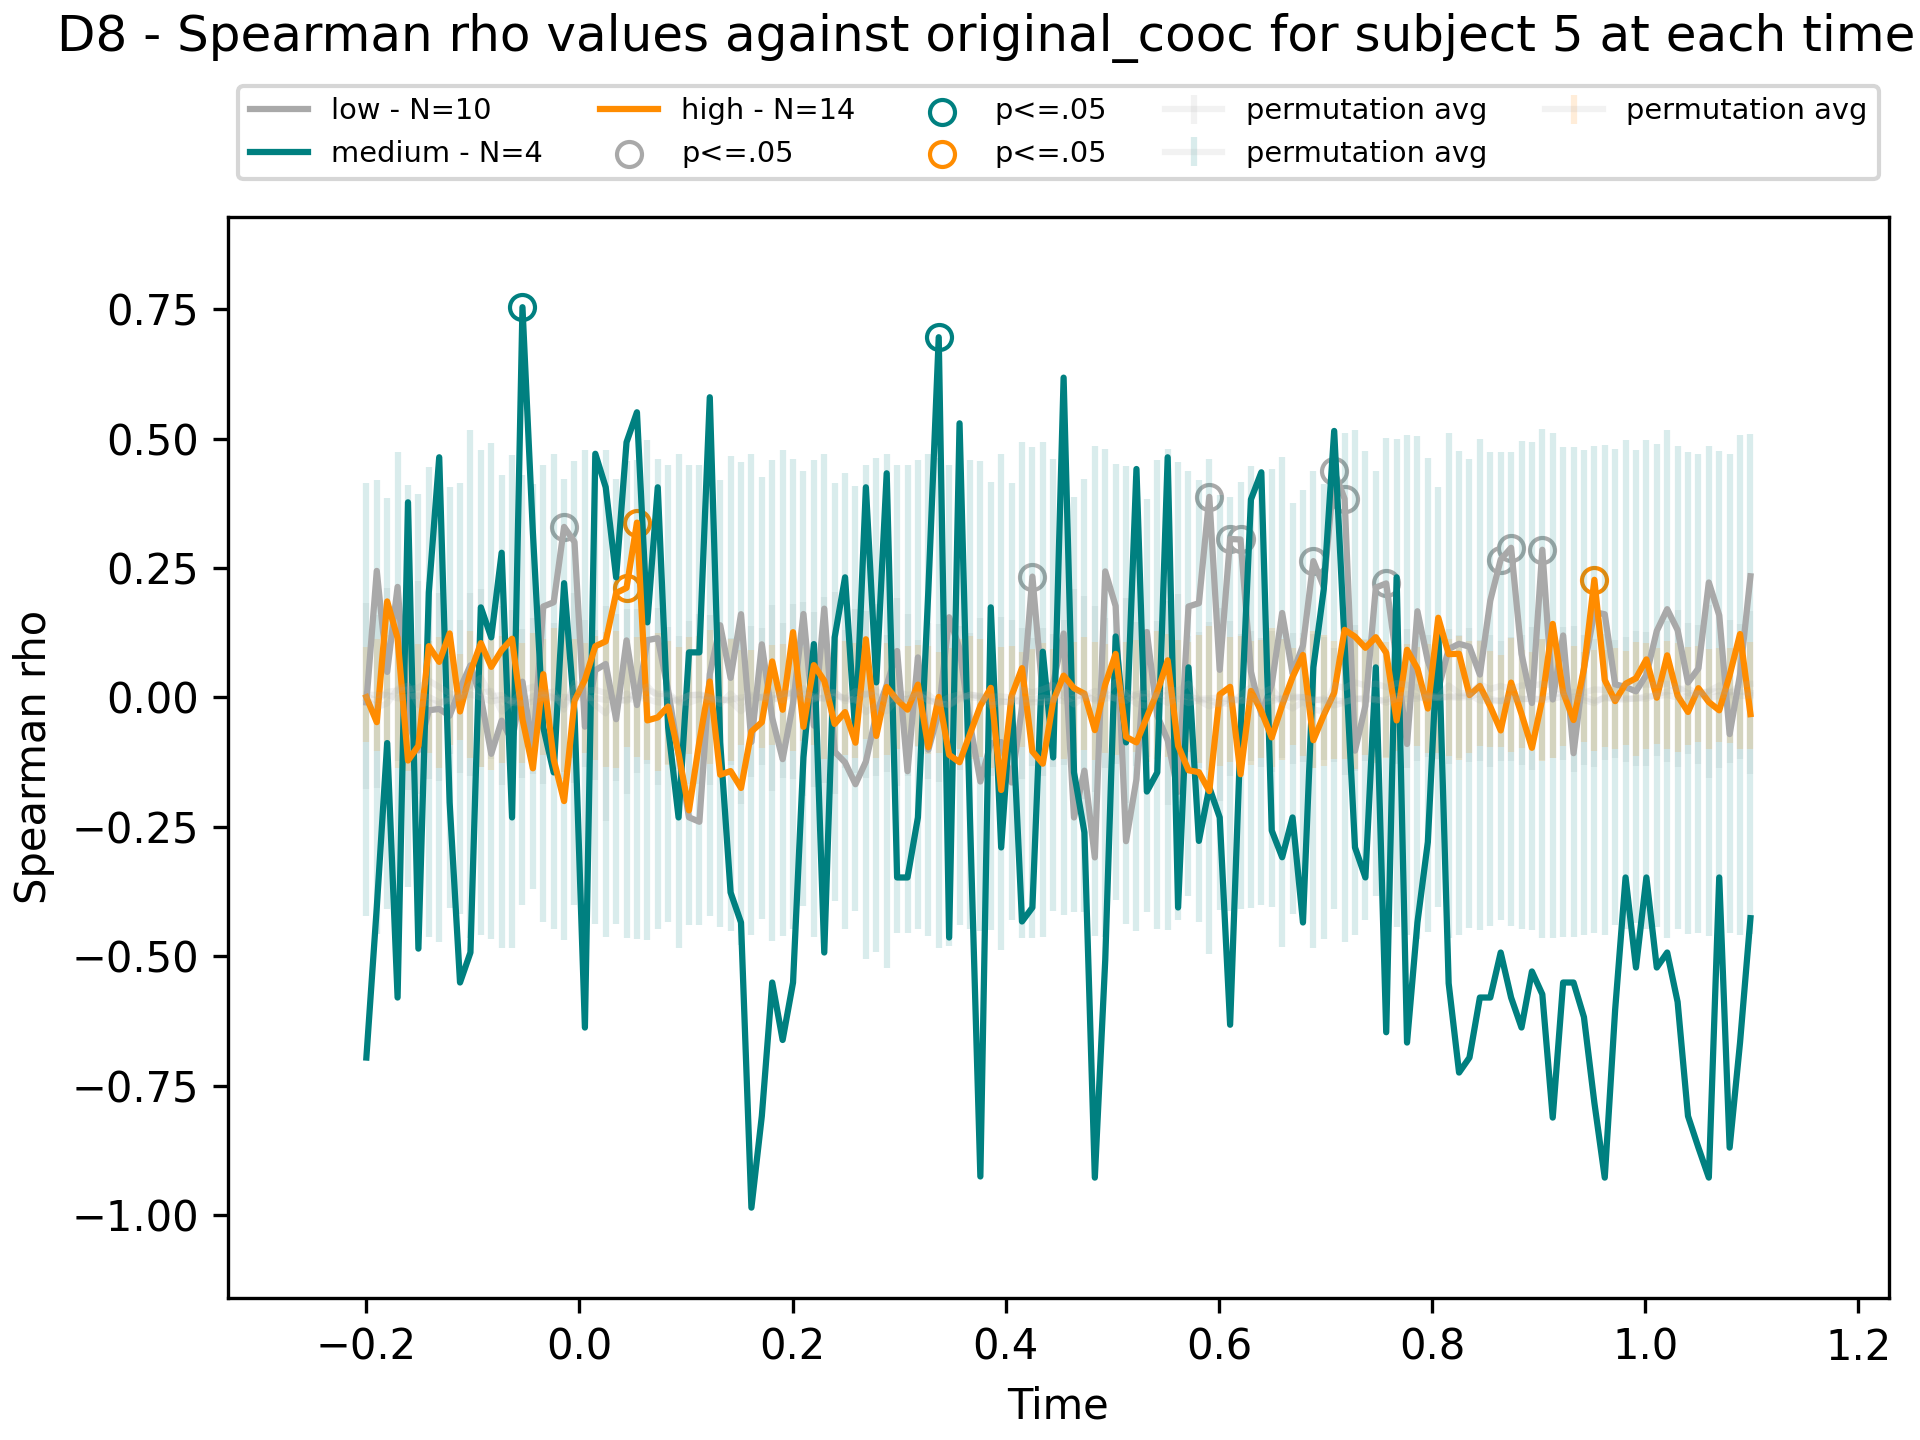 D8 - Spearman rho values against original_cooc for subject 5 at each time
low - N=10
medium - N=4
high - N=14
p<=.05
p<=.05
p<=.05
permutation avg
permutation avg
permutation avg
Spearman rho
0.75
0.50
0.25
0.00
−0.25
−0.50
−0.75
−1.00
−0.2
0.0
0.2
0.4
0.6
0.8
1.0
1.2
Time